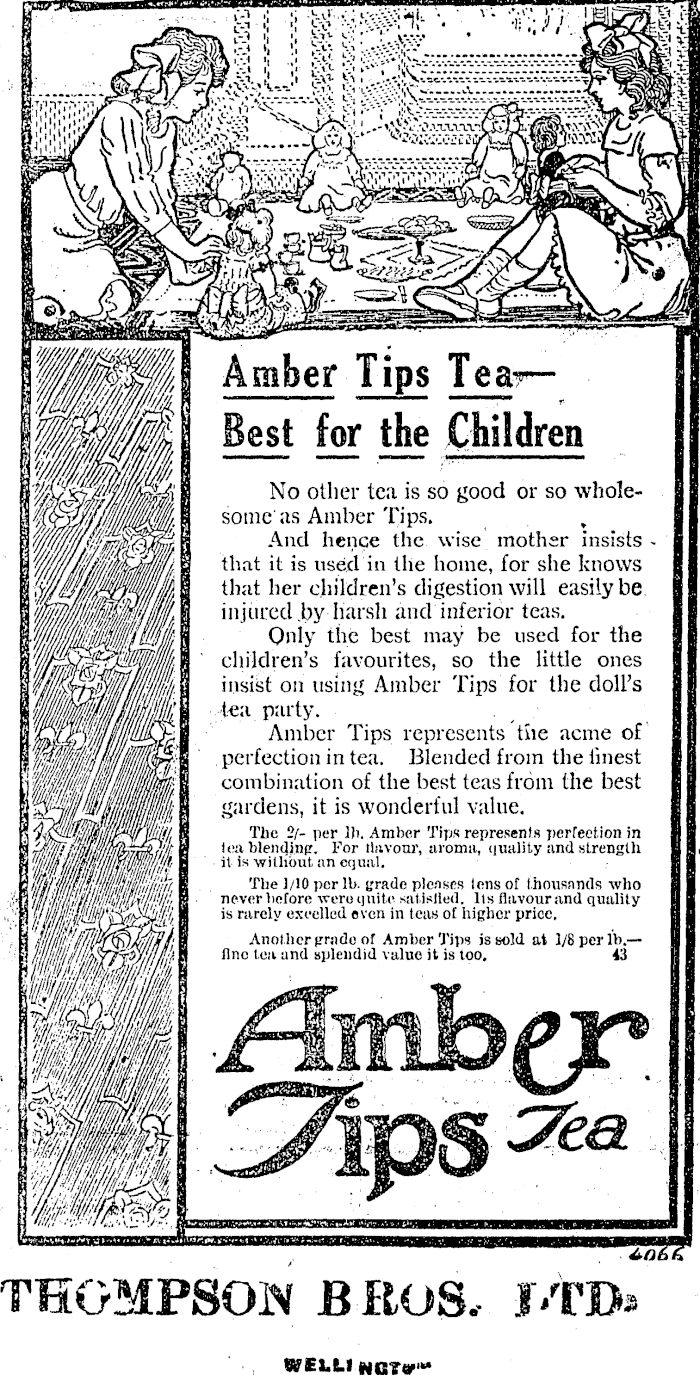 Amber Tips Tea—
Best for the Children
No other tea is so good or so whole-
some as Amber Tips.
And hence the wise mother insists
that it is used in the home, for she knows
that her children's digestion will easily be
injured by harsh and inferior teas.
Only the best may be used for the
children's favourites, so the little ones
insist on using Amber Tips for the doll's
tea party.
Amber Tips represents the acme of
perfection in tea. Blended from the finest
combination of the best teas from the best
gardens, it is wonderful value.
The 2/- per lb. Amber Tips represents perfection in
tea blending. For flavour, aroma, quality and strength
it is without an equal.
The 1/10 per lb. grade pleases tens of thousands who
never before were quite satisfied. Its flavour and quality
is rarely excelled even in teas of higher price.
Another grade of Amber Tips is sold at 1/8 per lb.—
fine tea and splendid value it is too. 43
Amber
Tips Tea
4066
THOMPSON BROS. LTD.
WELLINGTON